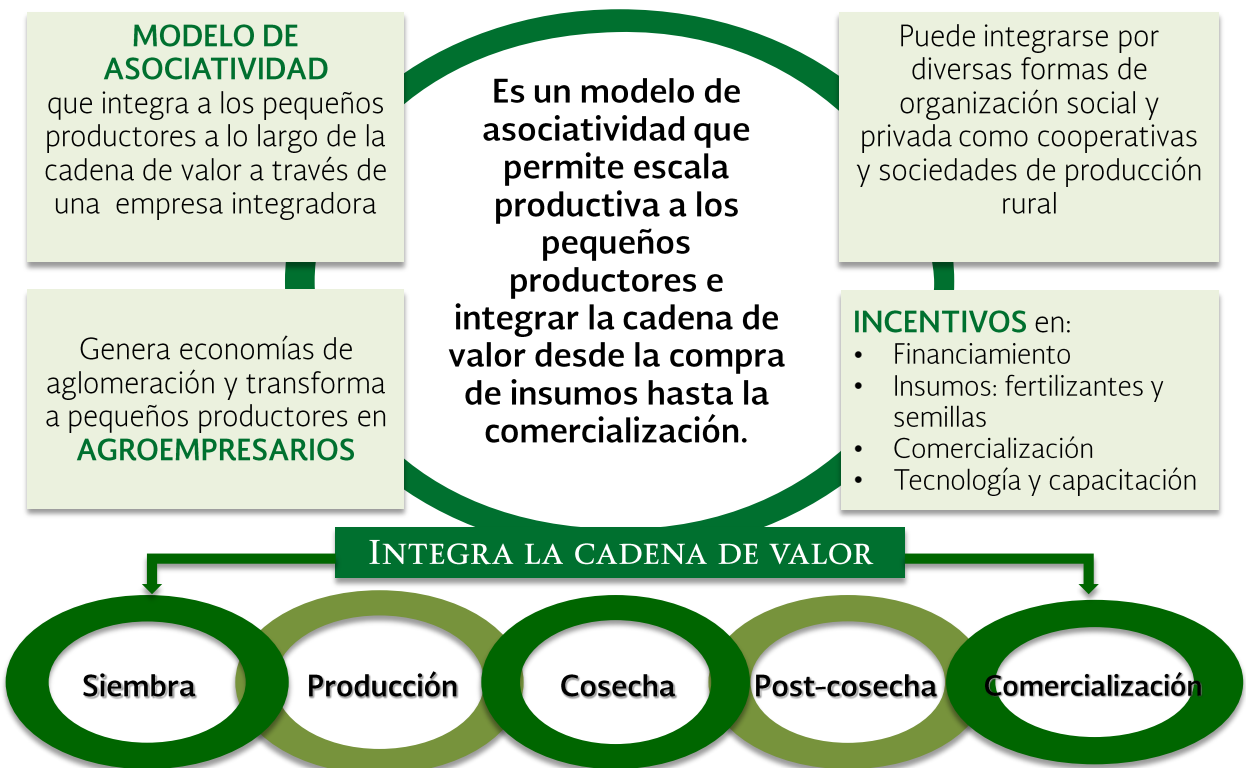 MODELO DE
ASOCIATIVIDAD
que integra a los pequeños
productores a lo largo de la
cadena de valor a través de
una empresa integradora
Genera economías de
aglomeración y transforma
a pequeños productores en
AGROEMPRESARIOS
Es un modelo de
asociatividad que
permite escala
productiva a los
pequeños
productores e
integrar la cadena de
valor desde la compra
de insumos hasta la
comercialización.
Puede integrarse por
diversas formas de
organización social y
privada como cooperativas
y sociedades de producción
rural
INCENTIVOS en:
• Financiamiento
• Insumos: fertilizantes y
semillas
• Comercialización
• Tecnología y capacitación
INTEGRA LA CADENA DE VALOR
Siembra
Producción
Cosecha
Post-cosecha
Comercialización